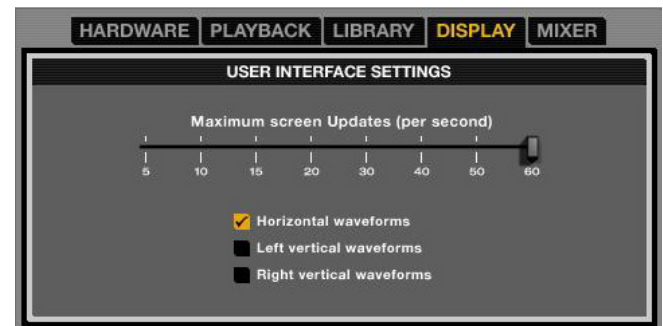 HARDWARE PLAYBACK LIBRARY DISPLAY MIXER
USER INTERFACE SETTINGS
Maximum screen Updates (per second)
5 10 15 20 30 40 50 60
Horizontal waveforms
Left vertical waveforms
Right vertical waveforms